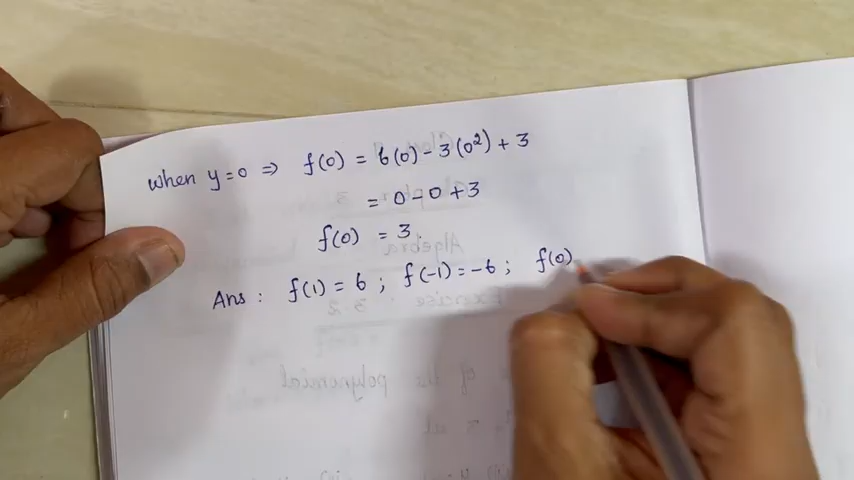 when y=0 ⇒ f(0) = 6(0) - 3(0²) + 3
= 0 - 0 + 3
f(0) = 3.
Ans : f(1) = 6 ; f(-1) = -6 ; f(0)